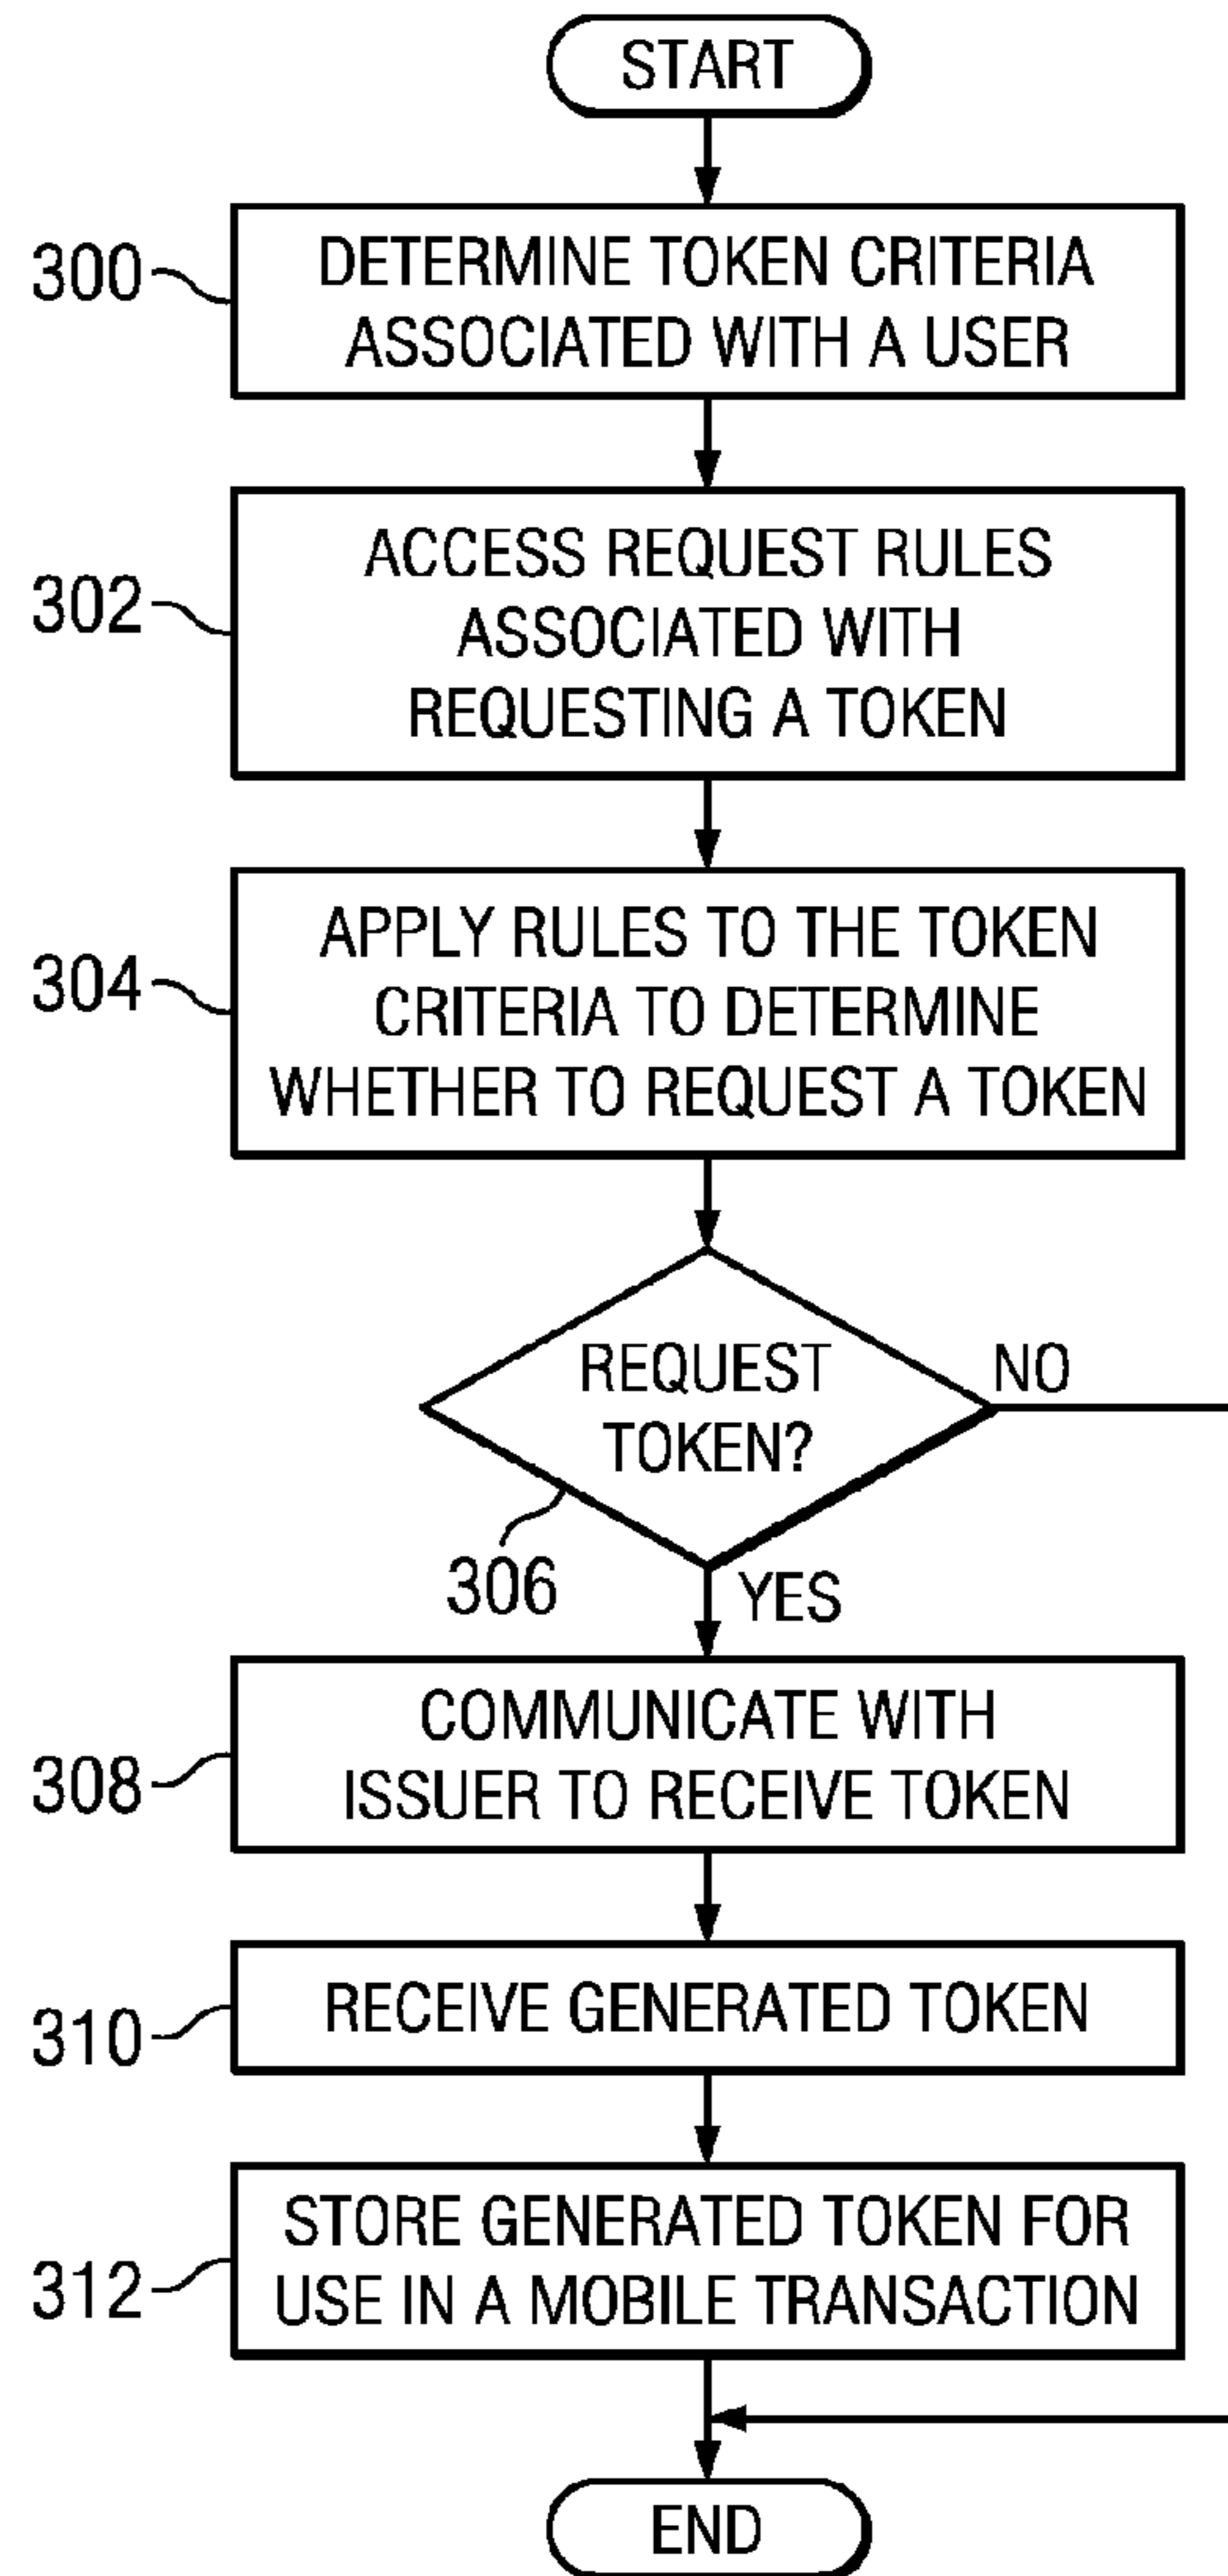 START
300
DETERMINE TOKEN CRITERIA
ASSOCIATED WITH A USER
302
ACCESS REQUEST RULES
ASSOCIATED WITH
REQUESTING A TOKEN
304
APPLY RULES TO THE TOKEN
CRITERIA TO DETERMINE
WHETHER TO REQUEST A TOKEN
REQUEST
TOKEN?
NO
306
YES
308
COMMUNICATE WITH
ISSUER TO RECEIVE TOKEN
310
RECEIVE GENERATED TOKEN
312
STORE GENERATED TOKEN FOR
USE IN A MOBILE TRANSACTION
END